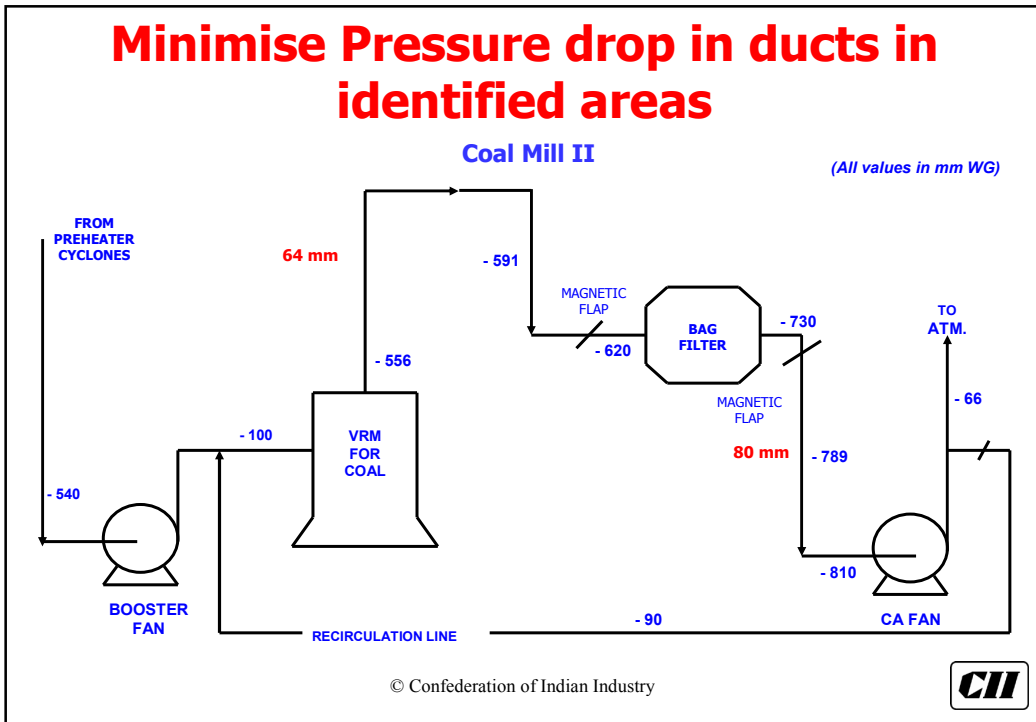 Minimise Pressure drop in ducts in
identified areas
Coal Mill II
(All values in mm WG)
FROM
PREHEATER
CYCLONES
64 mm
- 591
MAGNETIC
FLAP
- 620
BAG
FILTER
- 730
TO
ATM.
- 556
MAGNETIC
FLAP
- 66
- 100
VRM
FOR
COAL
80 mm
- 789
- 540
- 810
BOOSTER
FAN
RECIRCULATION LINE
- 90
CA FAN
© Confederation of Indian Industry
CII